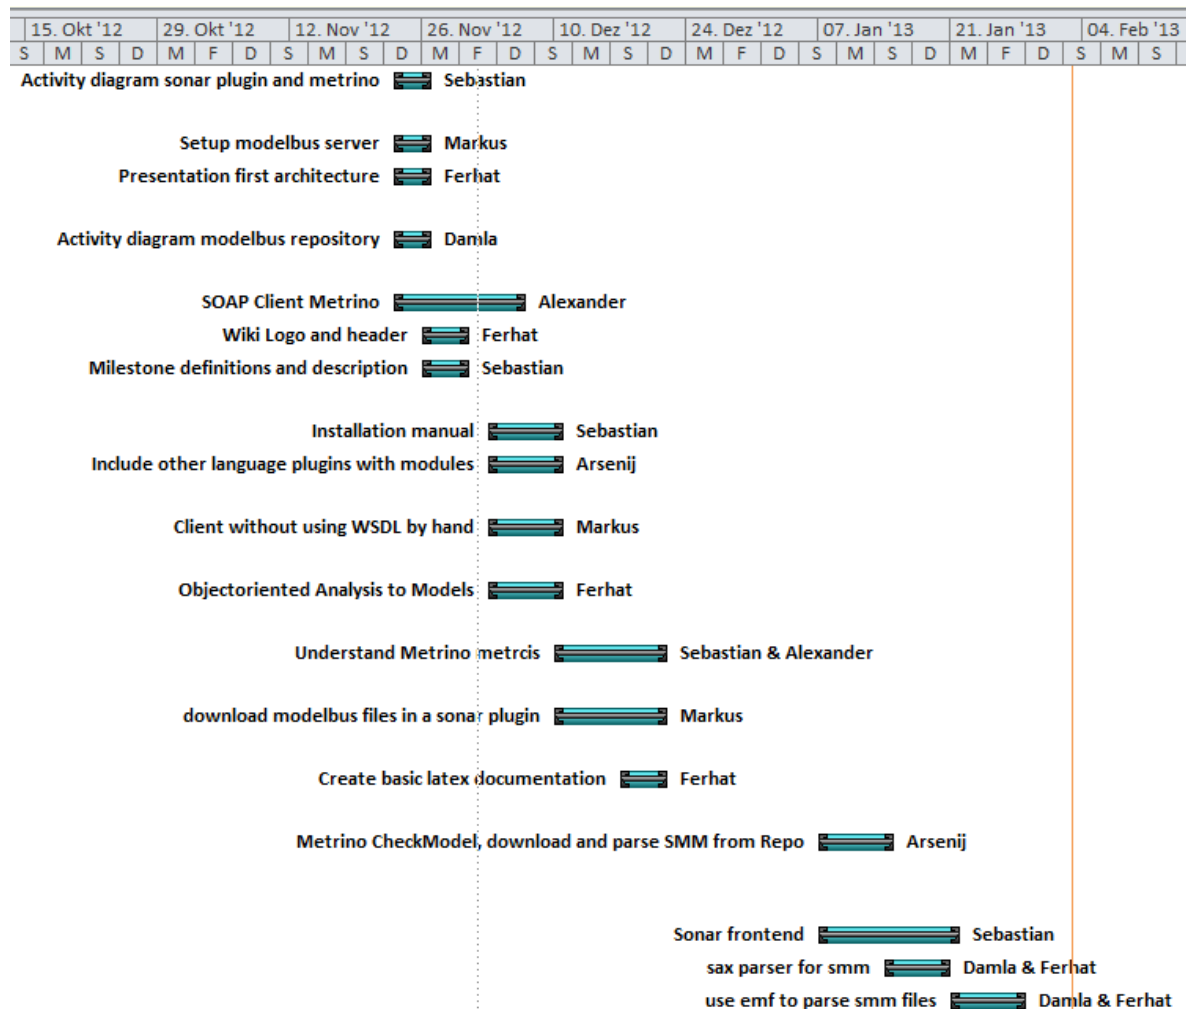 15. Okt '12 29. Okt '12 12. Nov '12 26. Nov '12 10. Dez '12 24. Dez '12 07. Jan '13 21. Jan '13 04. Feb '13
S M S D M F D S M S D M F D S M S D M F D S M S D M F D S M S
Activity diagram sonar plugin and metrino Sebastian
Setup modelbus server Markus
Presentation first architecture Ferhat
Activity diagram modelbus repository Damla
SOAP Client Metrino Alexander
Wiki Logo and header Ferhat
Milestone definitions and description Sebastian
Installation manual Sebastian
Include other language plugins with modules Arsenij
Client without using WSDL by hand Markus
Objectoriented Analysis to Models Ferhat
Understand Metrino metrcis Sebastian & Alexander
download modelbus files in a sonar plugin Markus
Create basic latex documentation Ferhat
Metrino CheckModel, download and parse SMM from Repo Arsenij
Sonar frontend Sebastian
sax parser for smm Damla & Ferhat
use emf to parse smm files Damla & Ferhat